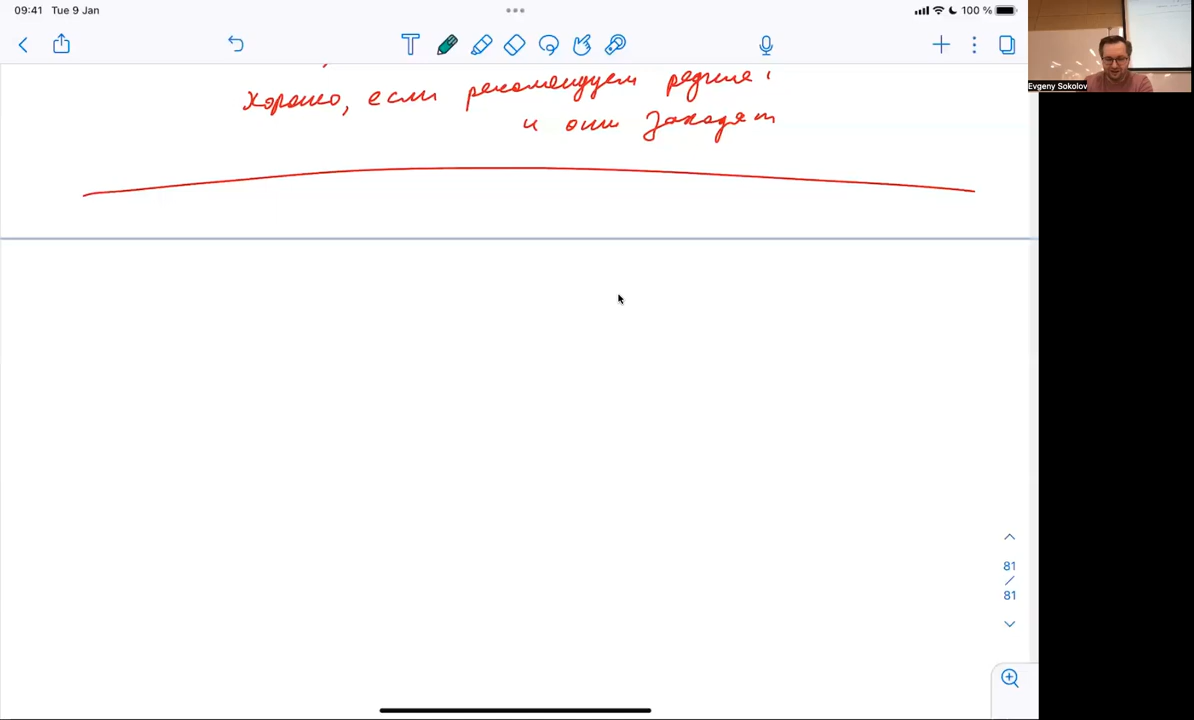 09:41 Tue 9 Jan
100 %
Evgeny Sokolov
хорошо, если рекомендуем редкие
и они заходят
81
/
81